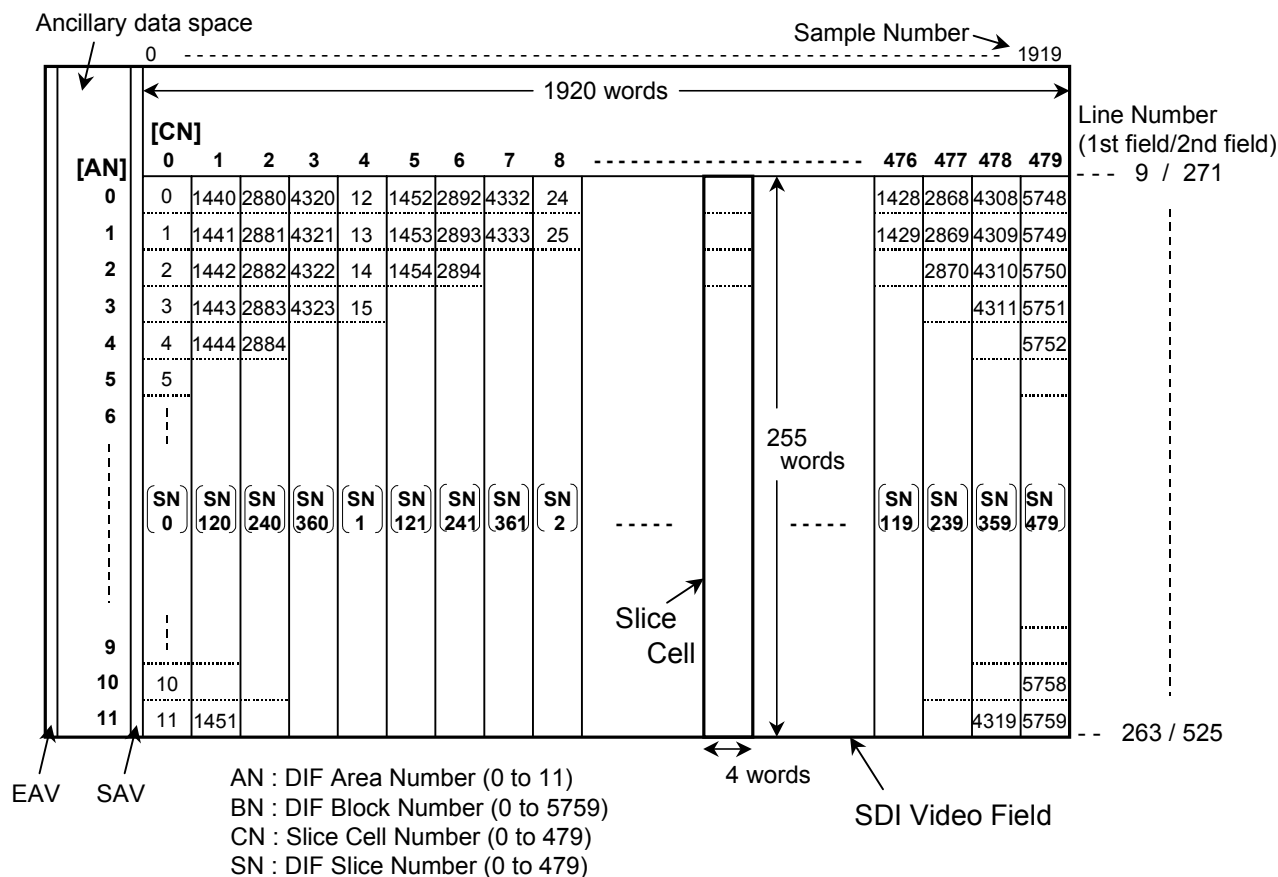 Ancillary data space
Sample Number
0 1919
1920 words
Line Number
(1st field/2nd field)
[CN]
[AN] 0 1 2 3 4 5 6 7 8 476 477 478 479
9 / 271
0 0 1440 2880 4320 12 1452 2892 4332 24 1428 2868 4308 5748
1 1 1441 2881 4321 13 1453 2893 4333 25 1429 2869 4309 5749
2 2 1442 2882 4322 14 1454 2894 2870 4310 5750
3 3 1443 2883 4323 15 4311 5751
4 4 1444 2884 5752
5 5
6
255
words
SN SN SN SN SN SN SN SN SN SN SN SN SN
0 120 240 360 1 121 241 361 2 119 239 359 479
Slice
Cell
9
10 10 5758
11 11 1451 4319 5759
263 / 525
4 words
EAV SAV
SDI Video Field
AN : DIF Area Number (0 to 11)
BN : DIF Block Number (0 to 5759)
CN : Slice Cell Number (0 to 479)
SN : DIF Slice Number (0 to 479)